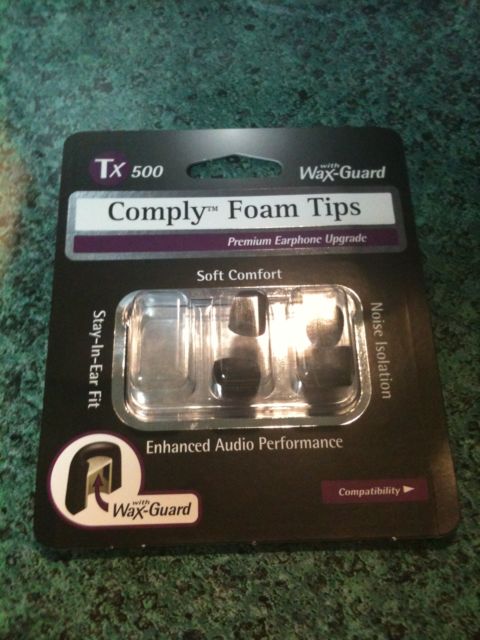 Tx 500
with
Wax-Guard
Comply™ Foam Tips
Premium Earphone Upgrade
Soft Comfort
Stay-In-Ear Fit
Noise Isolation
Enhanced Audio Performance
with
Wax-Guard
Compatibility ►